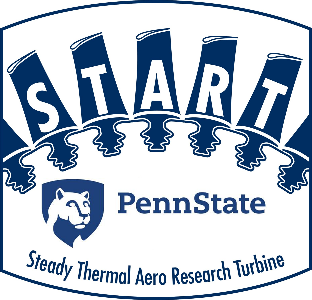 START
PennState
Steady Thermal Aero Research Turbine